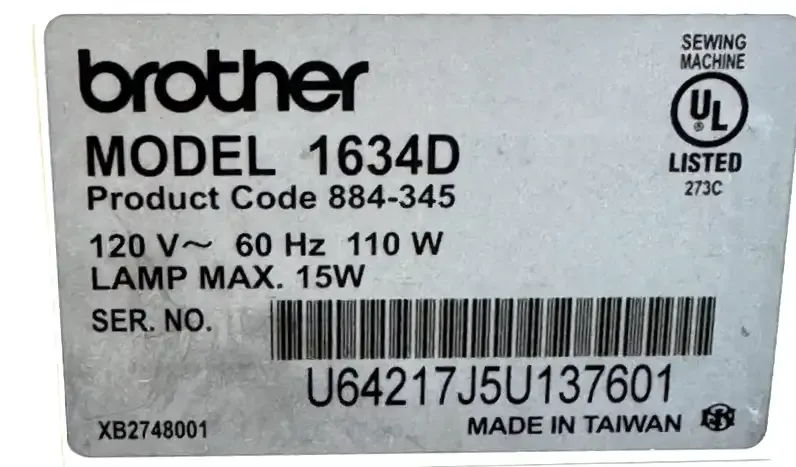 brother
MODEL 1634D
Product Code 884-345
120 V～ 60 Hz 110 W
LAMP MAX. 15W
SER. NO.
U64217J5U137601
XB2748001
MADE IN TAIWAN
SEWING
MACHINE
UL
®
LISTED
273C